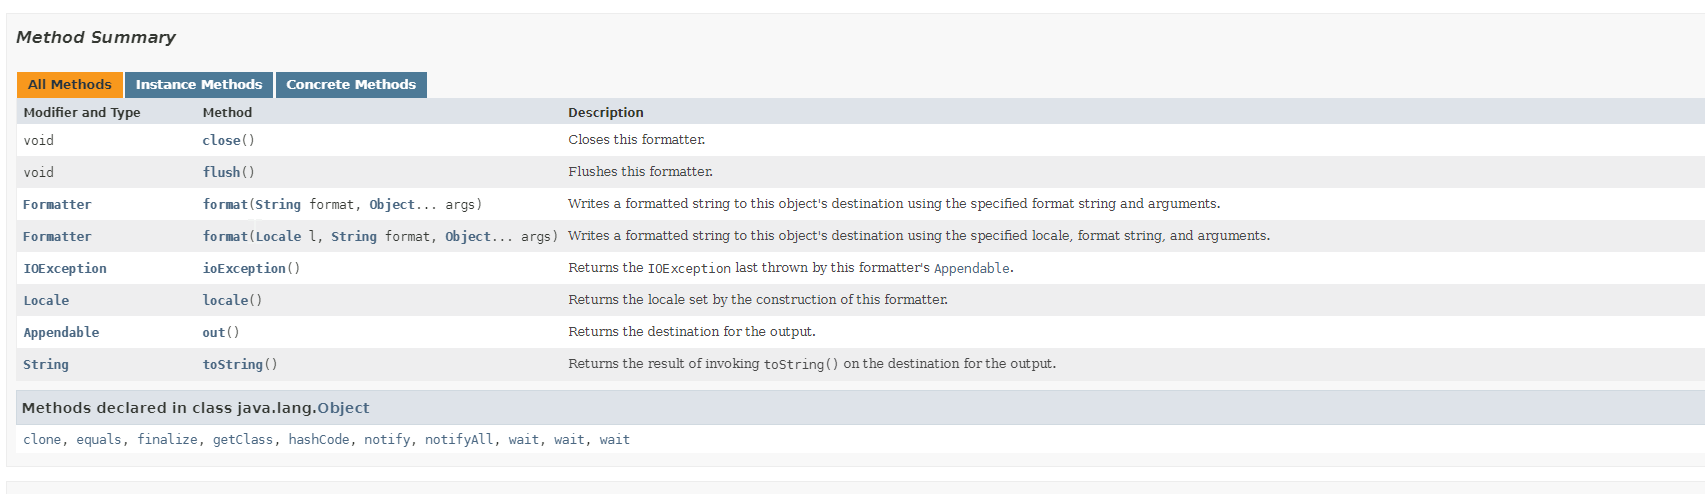 Method Summary
All Methods Instance Methods Concrete Methods
Modifier and Type Method Description
void close() Closes this formatter.
void flush() Flushes this formatter.
Formatter format(String format, Object... args) Writes a formatted string to this object's destination using the specified format string and arguments.
Formatter format(Locale l, String format, Object... args) Writes a formatted string to this object's destination using the specified locale, format string, and arguments.
IOException ioException() Returns the IOException last thrown by this formatter's Appendable.
Locale locale() Returns the locale set by the construction of this formatter.
Appendable out() Returns the destination for the output.
String toString() Returns the result of invoking toString() on the destination for the output.
Methods declared in class java.lang.Object
clone, equals, finalize, getClass, hashCode, notify, notifyAll, wait, wait, wait